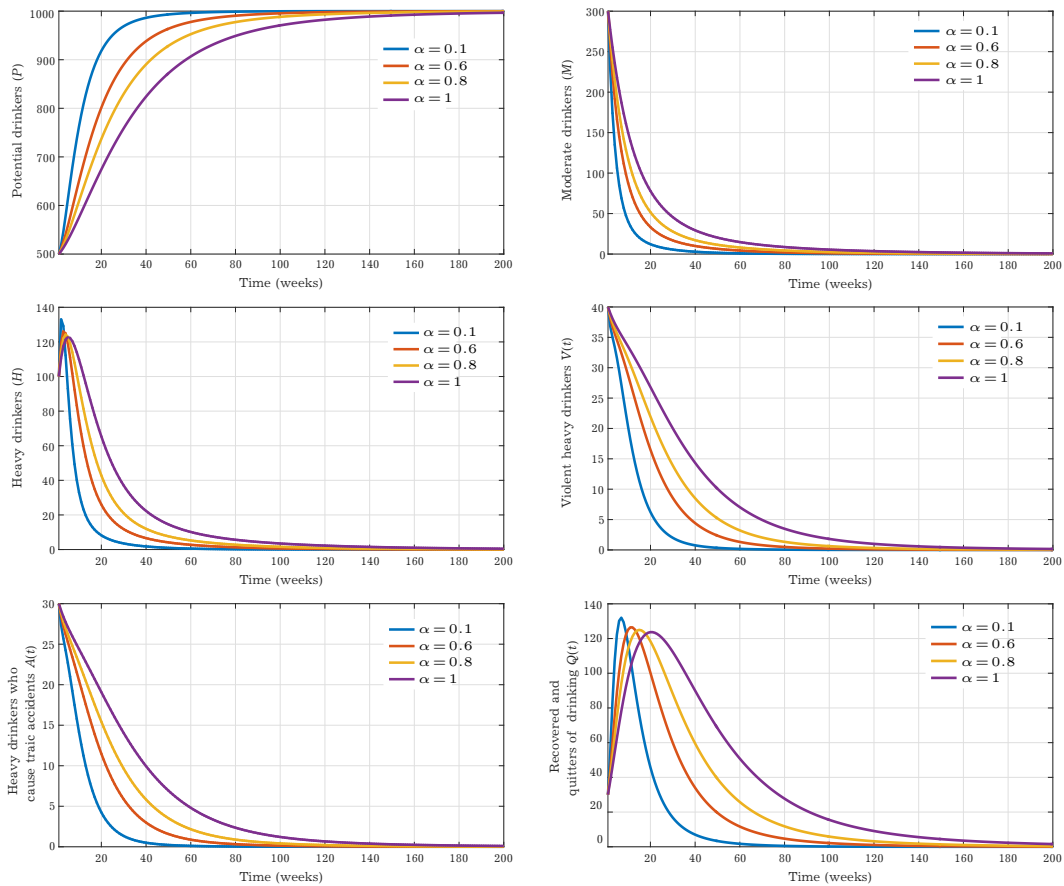 Potential drinkers (P)
1000
900
800
700
600
500
20 40 60 80 100 120 140 160 180 200
Time (weeks)
α = 0.1
α = 0.6
α = 0.8
α = 1
Moderate drinkers (M)
300
250
200
150
100
50
0
20 40 60 80 100 120 140 160 180 200
Time (weeks)
α = 0.1
α = 0.6
α = 0.8
α = 1
Heavy drinkers (H)
140
120
100
80
60
40
20
0
20 40 60 80 100 120 140 160 180 200
Time (weeks)
α = 0.1
α = 0.6
α = 0.8
α = 1
Violent heavy drinkers V(t)
40
35
30
25
20
15
10
5
0
20 40 60 80 100 120 140 160 180 200
Time (weeks)
α = 0.1
α = 0.6
α = 0.8
α = 1
Heavy drinkers who
cause traic accidents A(t)
30
25
20
15
10
5
0
20 40 60 80 100 120 140 160 180 200
Time (weeks)
α = 0.1
α = 0.6
α = 0.8
α = 1
Recovered and
quitters of drinking Q(t)
140
120
100
80
60
40
20
0
20 40 60 80 100 120 140 160 180 200
Time (weeks)
α = 0.1
α = 0.6
α = 0.8
α = 1